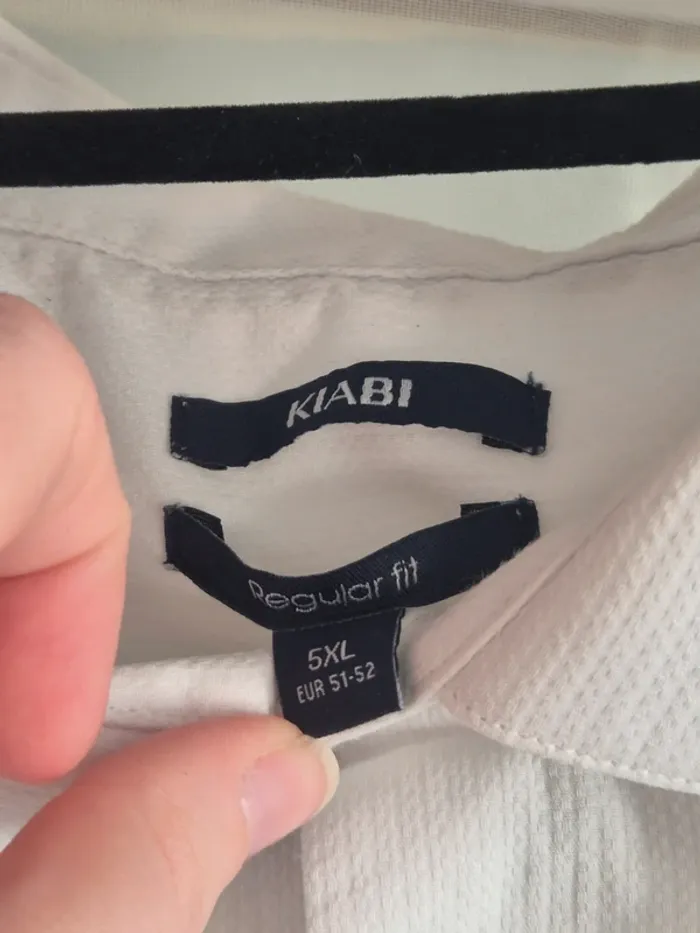 KIABI
Regular fit
5XL
EUR 51-52